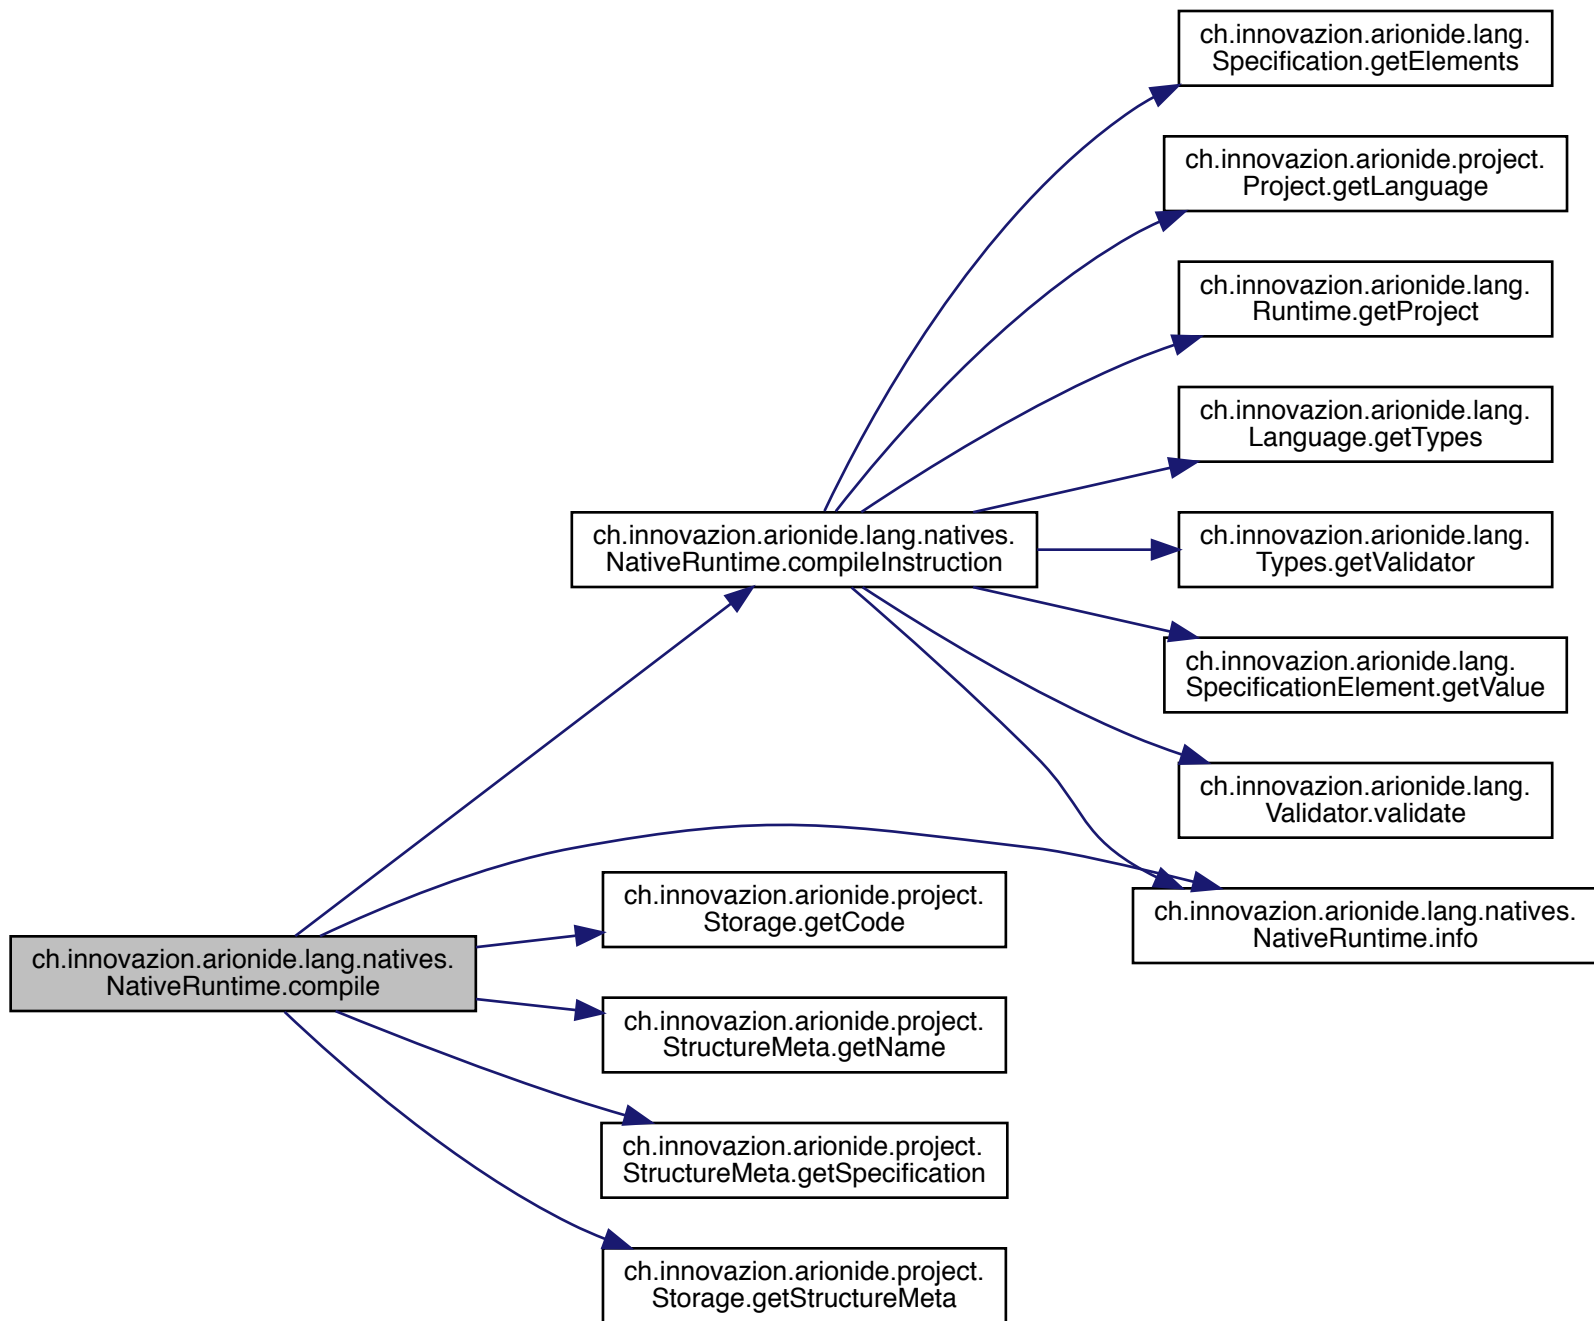 ch.innovazion.arionide.lang.
Specification.getElements
ch.innovazion.arionide.project.
Project.getLanguage
ch.innovazion.arionide.lang.
Runtime.getProject
ch.innovazion.arionide.lang.
Language.getTypes
ch.innovazion.arionide.lang.natives.
NativeRuntime.compileInstruction
ch.innovazion.arionide.lang.
Types.getValidator
ch.innovazion.arionide.lang.
SpecificationElement.getValue
ch.innovazion.arionide.lang.
Validator.validate
ch.innovazion.arionide.project.
Storage.getCode
ch.innovazion.arionide.lang.natives.
NativeRuntime.info
ch.innovazion.arionide.lang.natives.
NativeRuntime.compile
ch.innovazion.arionide.project.
StructureMeta.getName
ch.innovazion.arionide.project.
StructureMeta.getSpecification
ch.innovazion.arionide.project.
Storage.getStructureMeta